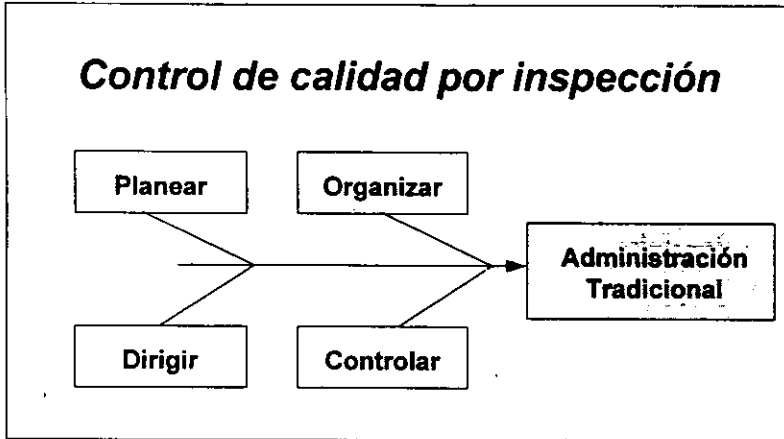 Control de calidad por inspección
Planear
Organizar
Administración
Tradicional
Dirigir
Controlar